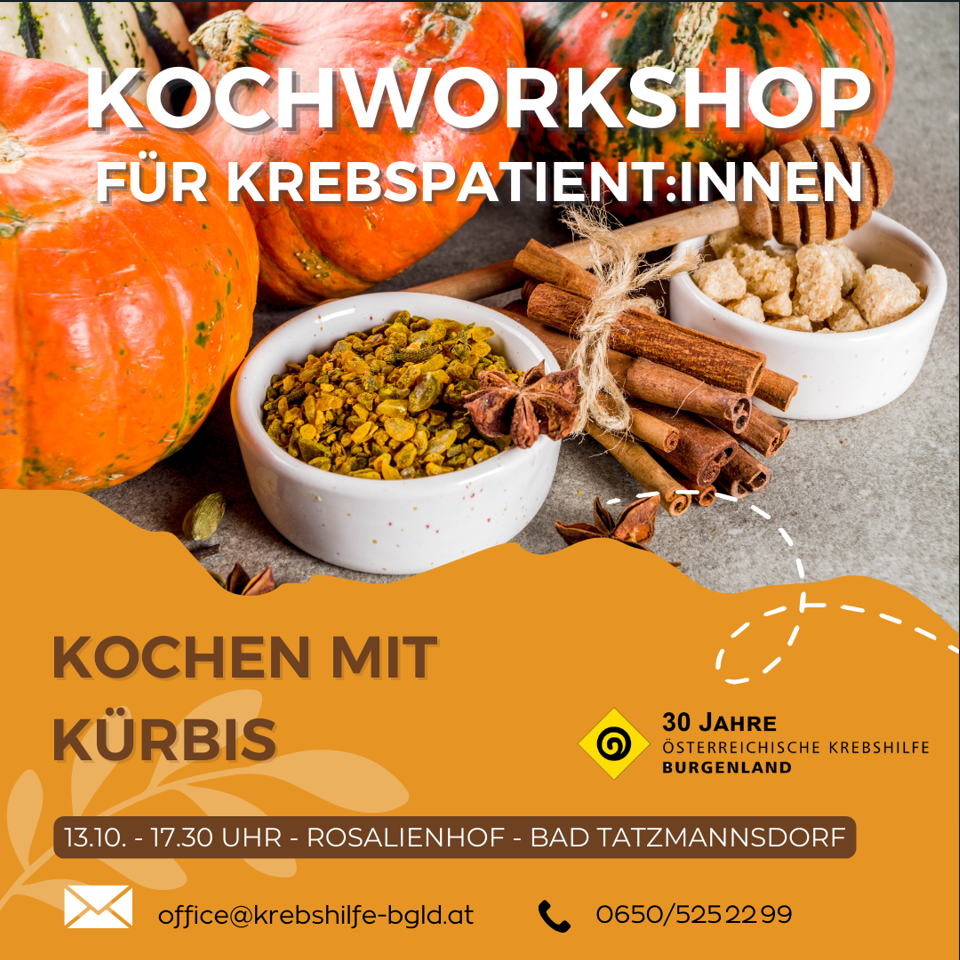 KOCHWORKSHOP
FÜR KREBSPATIENT:INNEN
KOCHEN MIT
KÜRBIS
30 JAHRE
ÖSTERREICHISCHE KREBSHILFE
BURGENLAND
13.10. - 17.30 UHR - ROSALIENHOF - BAD TATZMANNSDORF
office@krebshilfe-bgld.at
0650/5252299